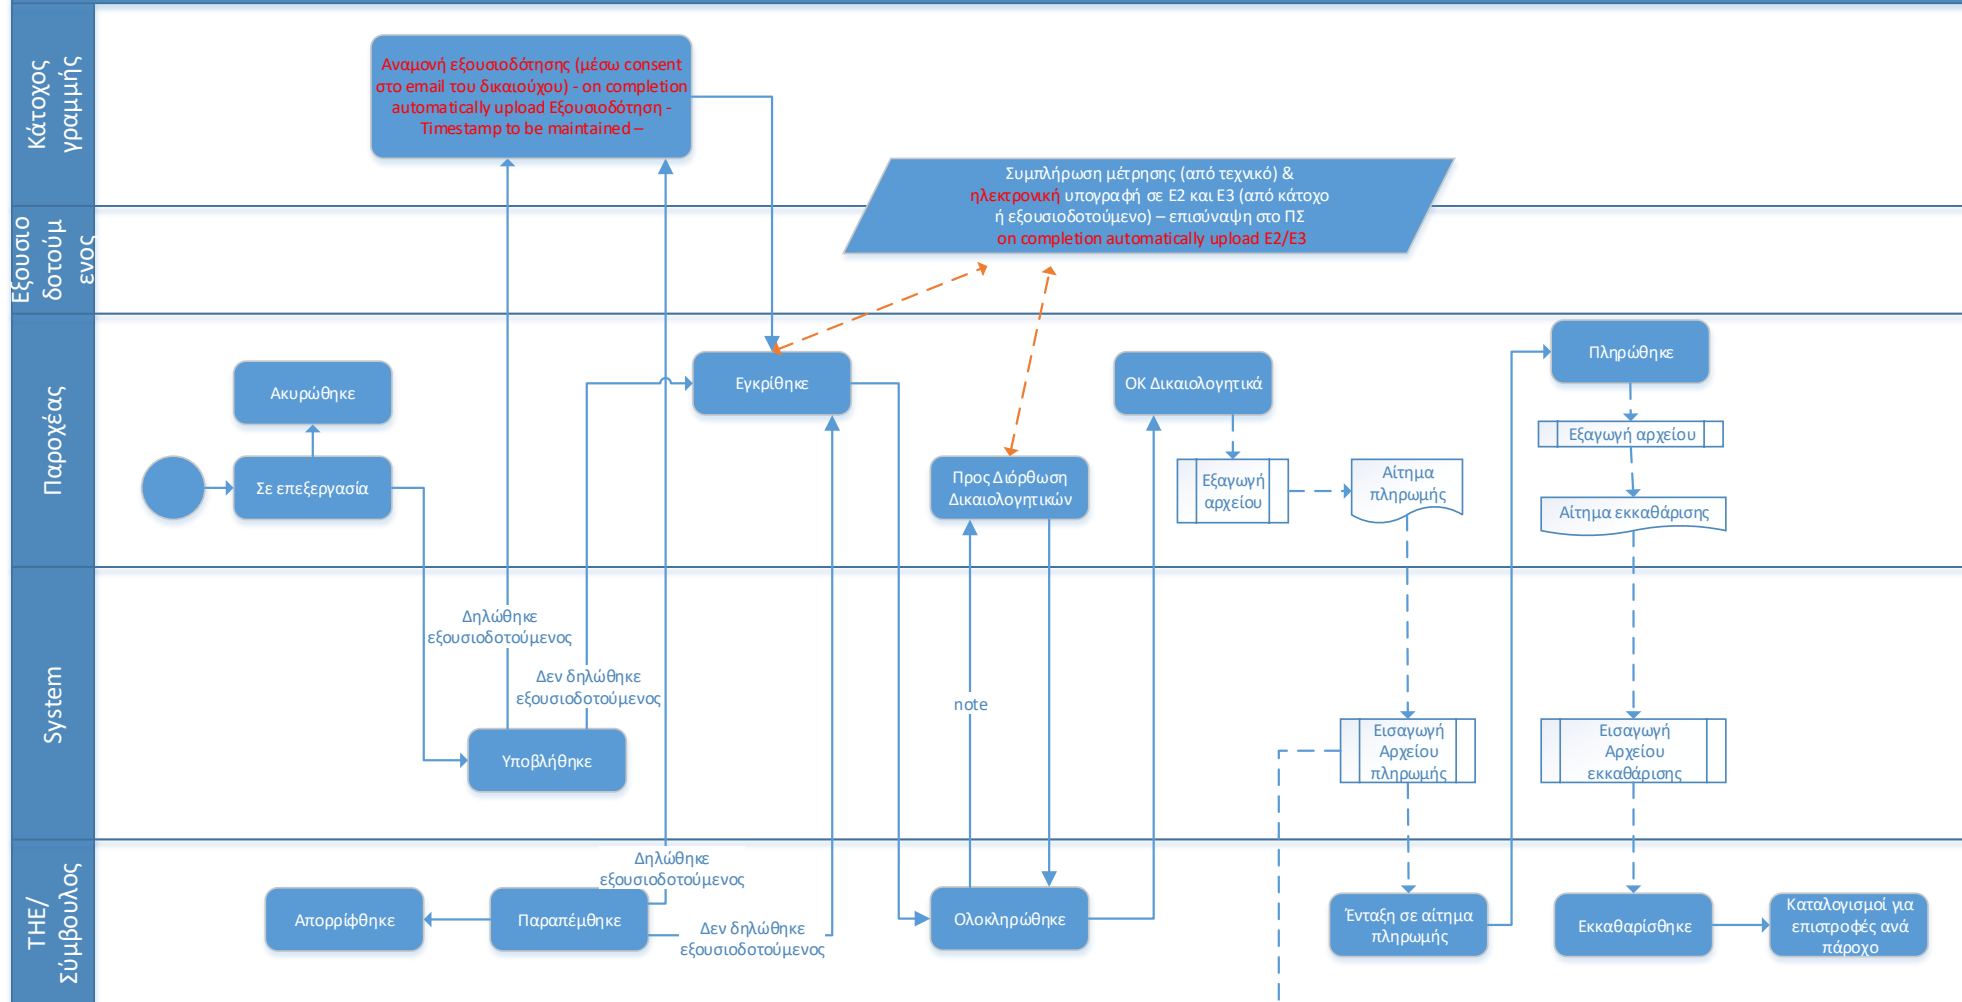 Κάτοχος
γραμμής
Αναμονή εξουσιοδότησης (μέσω consent
στο email του δικαιούχου) - on completion
automatically upload Εξουσιοδότηση -
Timestamp to be maintained –
Συμπλήρωση μέτρησης (από τεχνικό) &
ηλεκτρονική υπογραφή σε Ε2 και Ε3 (από κάτοχο
ή εξουσιοδοτούμενο) – επισύναψη στο ΠΣ
on completion automatically upload E2/E3
Εξουσιο
δοτούμ
ενος
Παροχέας
Ακυρώθηκε
Σε επεξεργασία
Εγκρίθηκε
Προς Διόρθωση
Δικαιολογητικών
ΟΚ Δικαιολογητικά
Εξαγωγή
αρχείου
Αίτημα
πληρωμής
Πληρώθηκε
Εξαγωγή αρχείου
Αίτημα εκκαθάρισης
System
Δηλώθηκε
εξουσιοδοτούμενος
Δεν δηλώθηκε
εξουσιοδοτούμενος
Υποβλήθηκε
note
Εισαγωγή
Αρχείου
πληρωμής
Εισαγωγή
Αρχείου
εκκαθάρισης
ΤΗΕ/
Σύμβουλος
Απορρίφθηκε
Παραπέμθηκε
Δηλώθηκε
εξουσιοδοτούμενος
Δεν δηλώθηκε
εξουσιοδοτούμενος
Ολοκληρώθηκε
Ένταξη σε αίτημα
πληρωμής
Εκκαθαρίσθηκε
Καταλογισμοί για
επιστροφές ανά
πάροχο